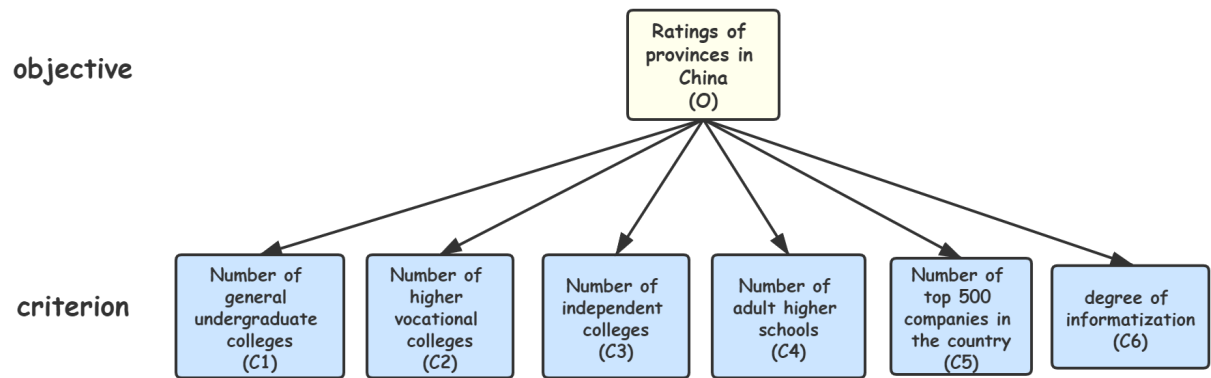 objective
Ratings of
provinces in
China
(O)
criterion
Number of
general
undergraduate
colleges
(C1)
Number of
higher
vocational
colleges
(C2)
Number of
independent
colleges
(C3)
Number of
adult higher
schools
(C4)
Number of
top 500
companies in
the country
(C5)
degree of
informatization
(C6)